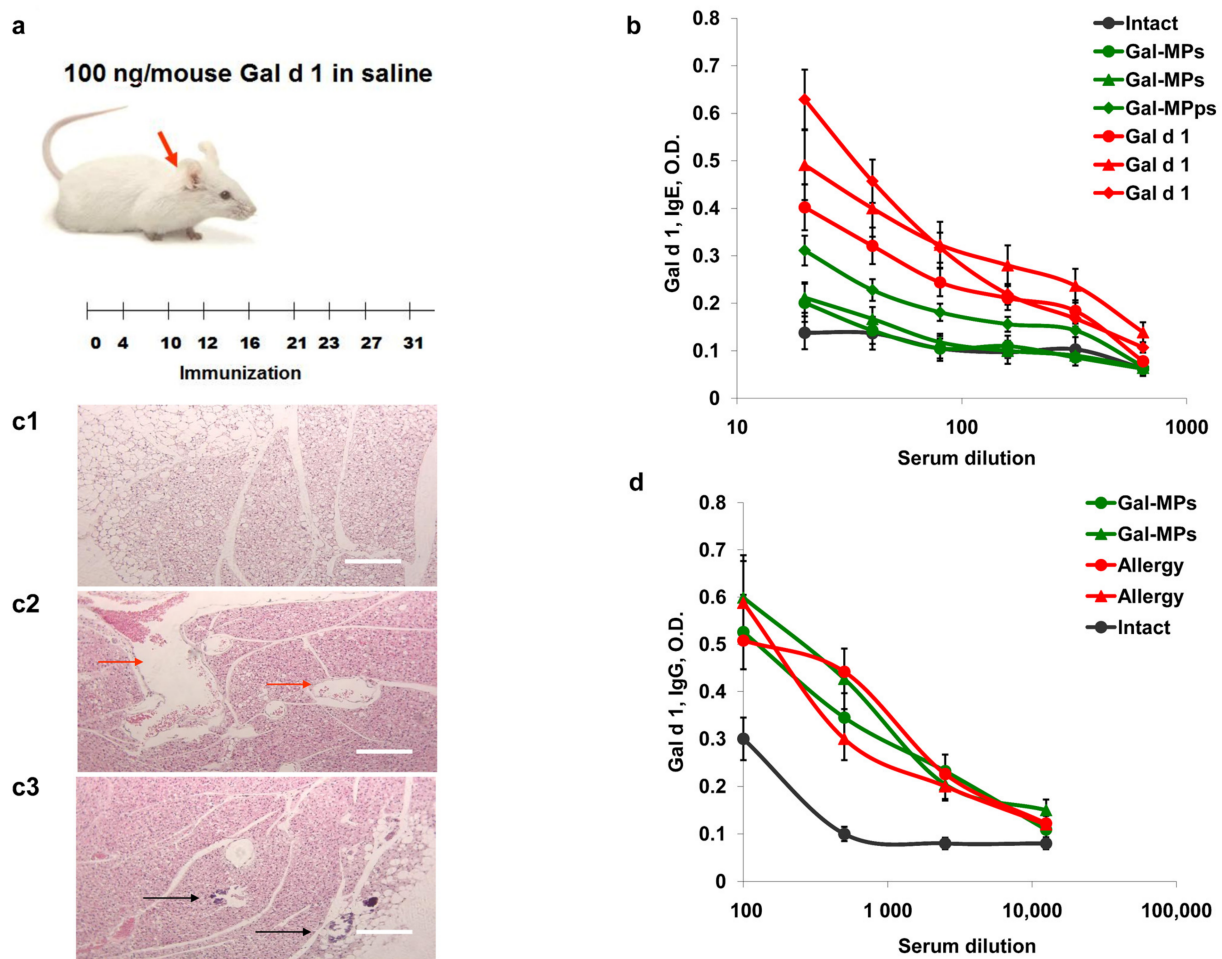 a
100 ng/mouse Gal d 1 in saline
0 4 10 12 16 21 23 27 31
Immunization
c1
c2
c3
b
Gal d 1, IgE, O.D.
0.8
0.7
0.6
0.5
0.4
0.3
0.2
0.1
0
10 100 1000
Serum dilution
Intact
Gal-MPs
Gal-MPs
Gal-MPps
Gal d 1
Gal d 1
Gal d 1
d
Gal d 1, IgG, O.D.
0.8
0.7
0.6
0.5
0.4
0.3
0.2
0.1
0
100 1 000 10,000 100,000
Serum dilution
Gal-MPs
Gal-MPs
Allergy
Allergy
Intact